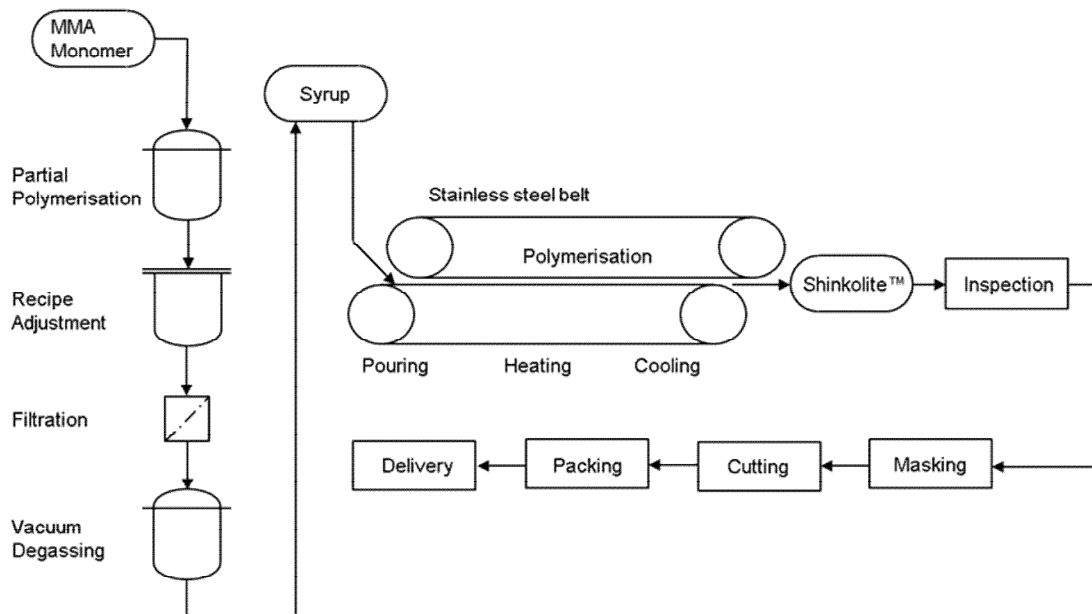 MMA
Monomer
Partial
Polymerisation
Recipe
Adjustment
Filtration
Vacuum
Degassing
Syrup
Stainless steel belt
Polymerisation
Pouring
Heating
Cooling
Shinkolite™
Inspection
Masking
Cutting
Packing
Delivery